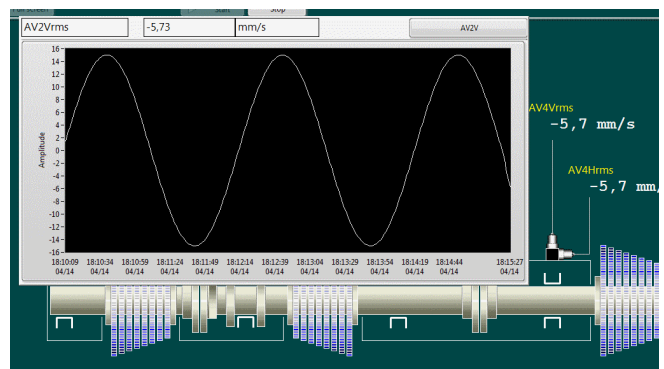 Full screen
Start
Stop
AV2Vrms
-5,73
mm/s
AV2V
16
14
12
10
8
6
4
2
0
-2
-4
-6
-8
-10
-12
-14
-16
Amplitude
18:10:09 18:10:34 18:10:59 18:11:24 18:11:49 18:12:14 18:12:39 18:13:04 18:13:29 18:13:54 18:14:19 18:14:44 18:15:27
04/14 04/14 04/14 04/14 04/14 04/14 04/14 04/14 04/14 04/14 04/14 04/14 04/14
AV4Vrms
-5,7 mm/s
AV4Hrms
-5,7 mm/